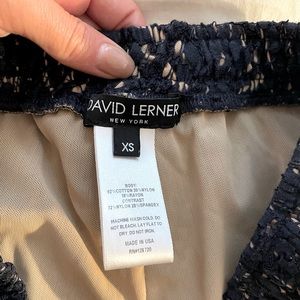 DAVID LERNER
NEW YORK
XS
BODY:
CONTRAST
MACHINE WASH COLD. DO
NOT BLEACH. LAY FLAT TO
DRY. DO NOT IRON.
MADE IN USA